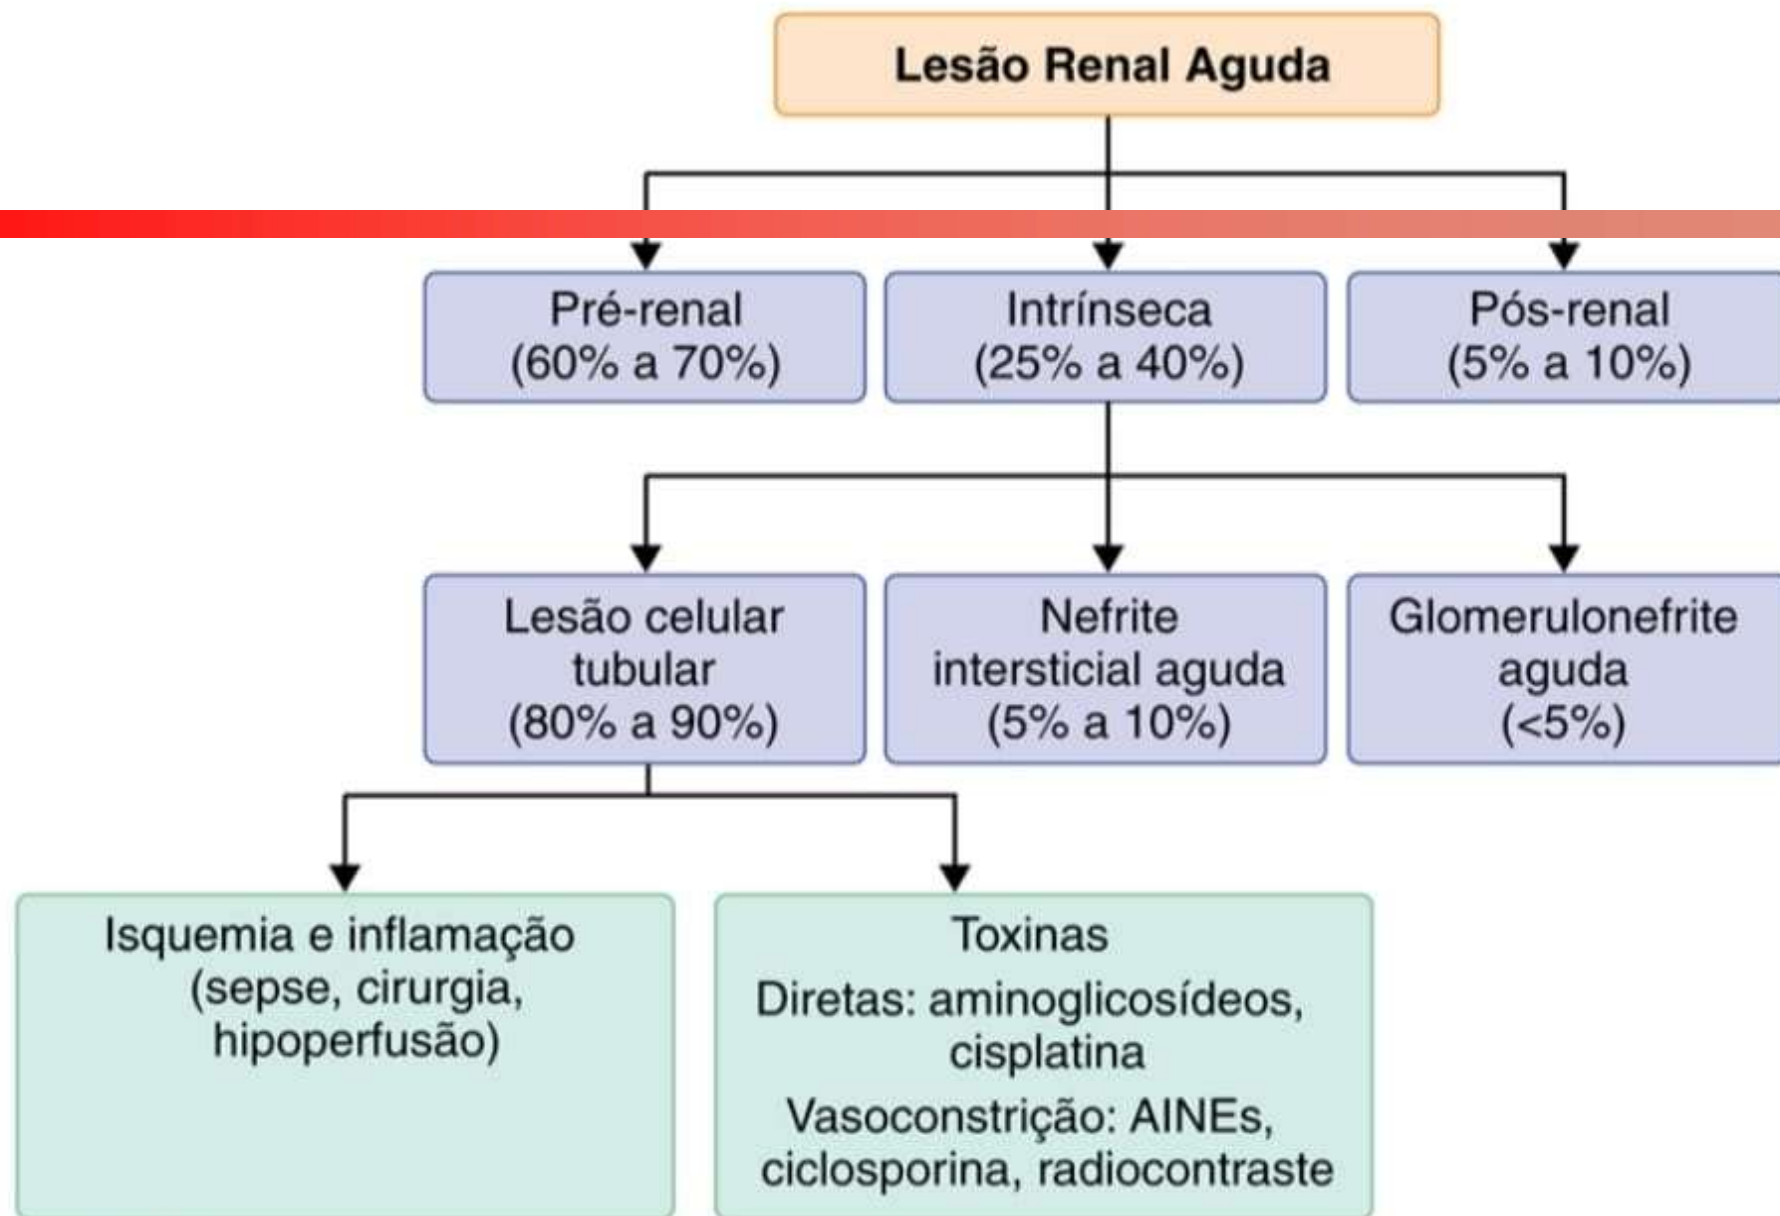 Lesão Renal Aguda
Pré-renal
(60% a 70%)
Intrínseca
(25% a 40%)
Pós-renal
(5% a 10%)
Lesão celular
tubular
(80% a 90%)
Nefrite
intersticial aguda
(5% a 10%)
Glomerulonefrite
aguda
(<5%)
Isquemia e inflamação
(sepse, cirurgia,
hipoperfusão)
Toxinas
Diretas: aminoglicosídeos,
cisplatina
Vasoconstrição: AINEs,
ciclosporina, radiocontraste